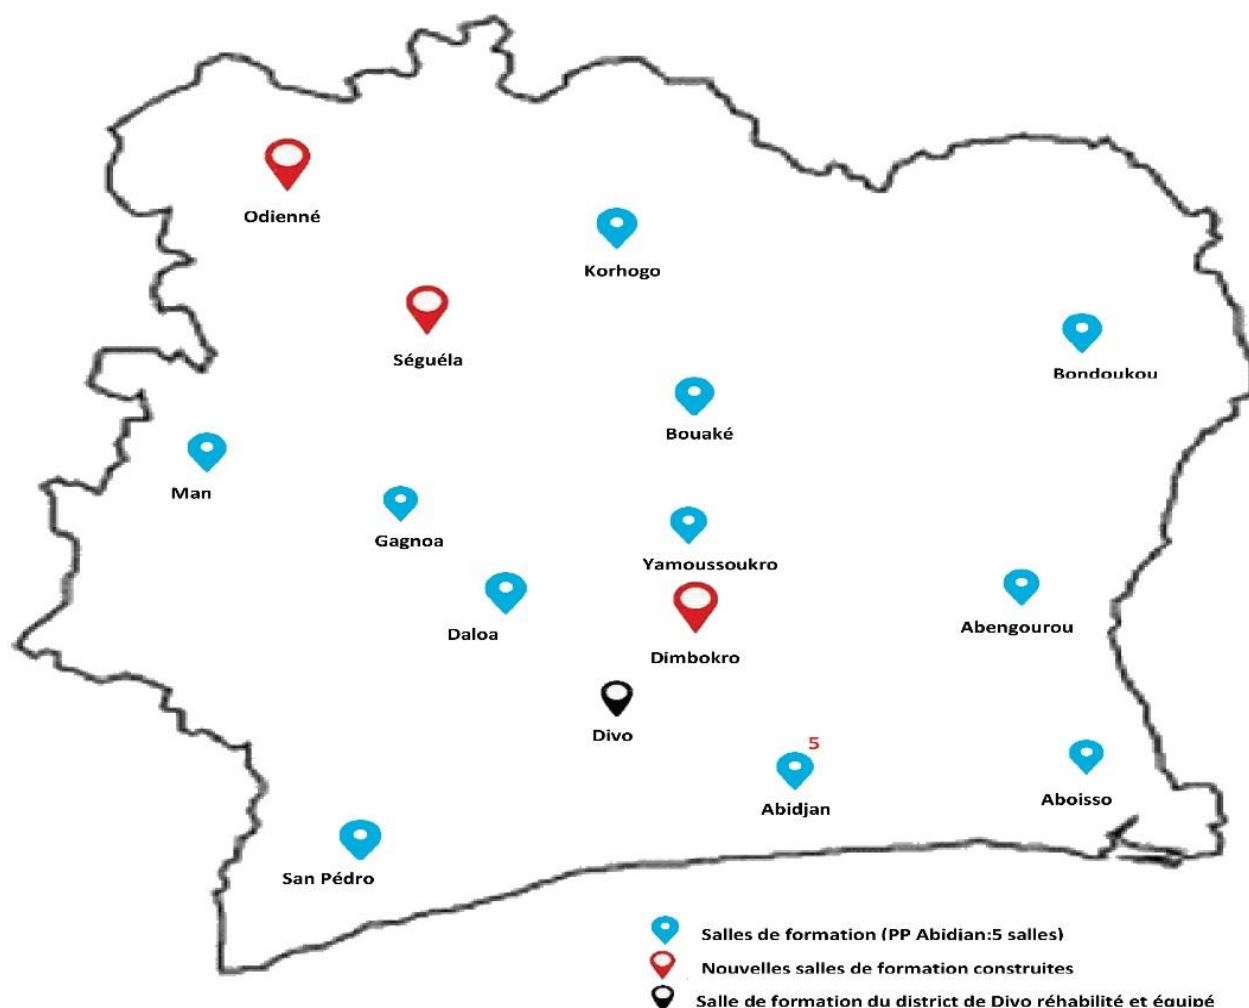 Odienné
Korhogo
Séguéla
Bondoukou
Bouaké
Man
Gagnoa
Yamoussoukro
Abengourou
Daloa
Dimbokro
Divo
5
Abidjan
Aboisso
San Pédro
Salles de formation (PP Abidjan:5 salles)
Nouvelles salles de formation construites
Salle de formation du district de Divo réhabilité et équipé